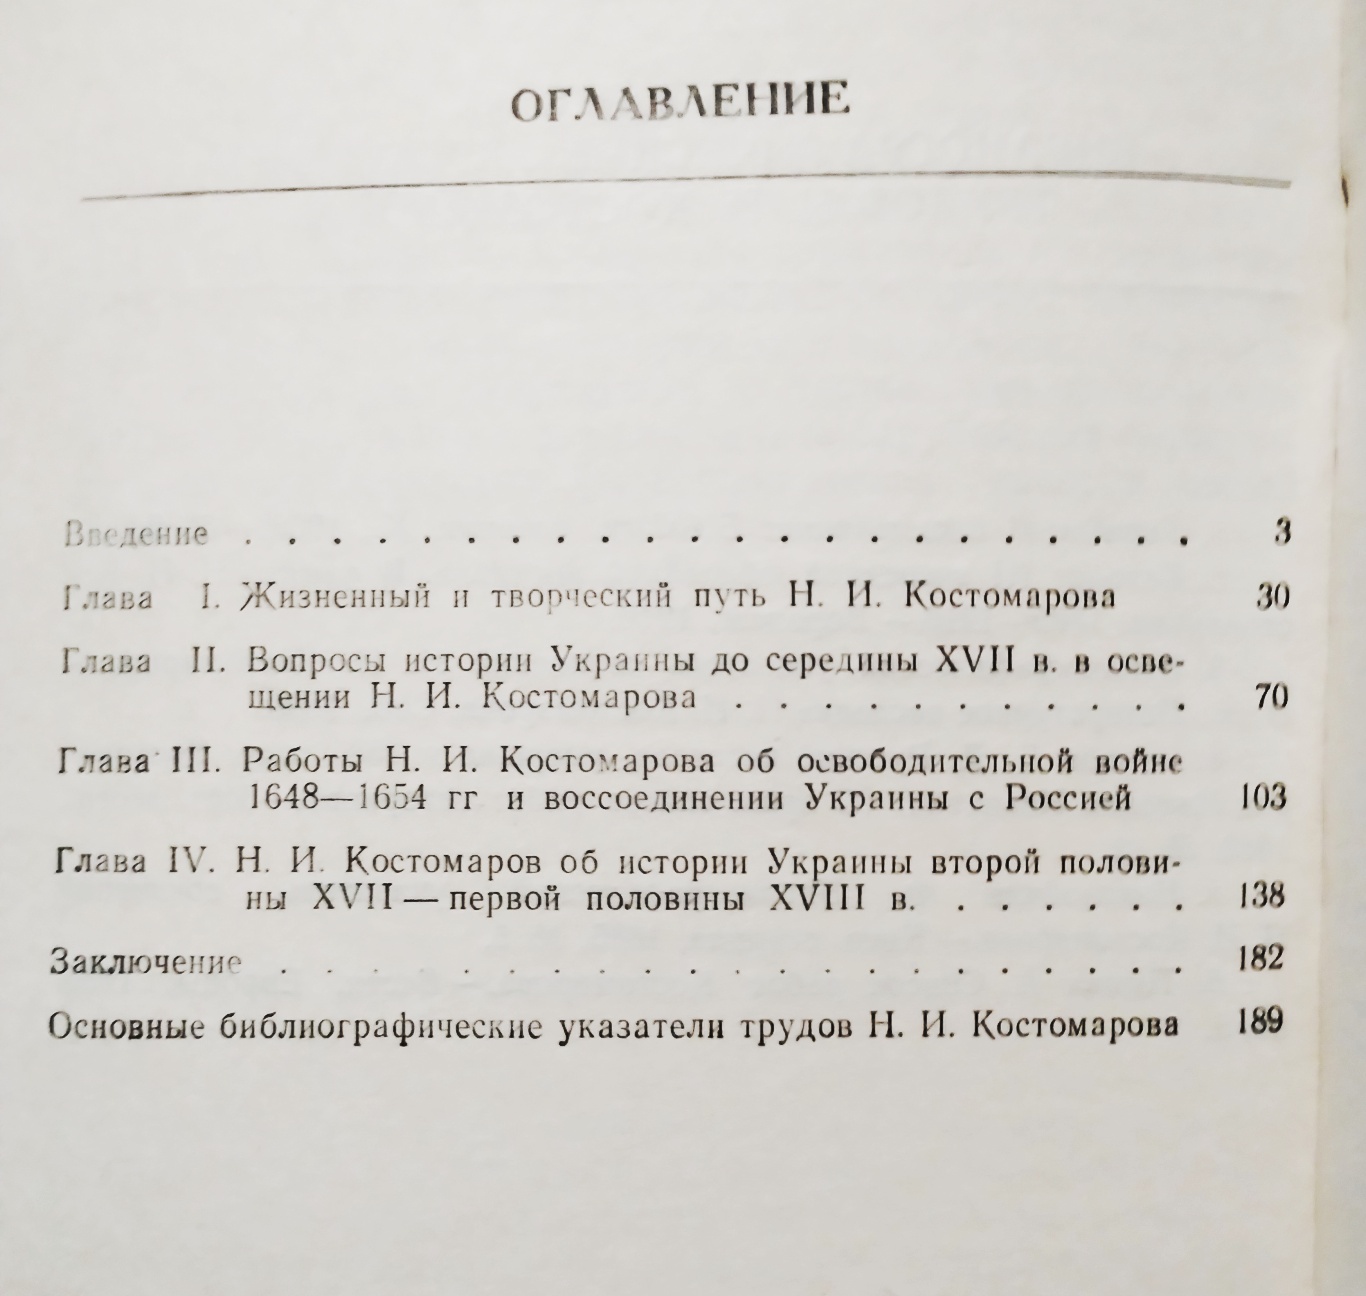 ОГЛАВЛЕНИЕ
Введение . . . . . . . . . . . . . . . . . . . . . . 3
Глава I. Жизненный и творческий путь Н. И. Костомарова 30
Глава II. Вопросы истории Украины до середины XVII в. в осве-
щении Н. И. Костомарова . . . . . . . . . . . 70
Глава III. Работы Н. И. Костомарова об освободительной войне
1648—1654 гг и воссоединении Украины с Россией 103
Глава IV. Н. И. Костомаров об истории Украины второй полови-
ны XVII — первой половины XVIII в. . . . . . . 138
Заключение . . . . . . . . . . . . . . . . . . . . . 182
Основные библиографические указатели трудов Н. И. Костомарова 189